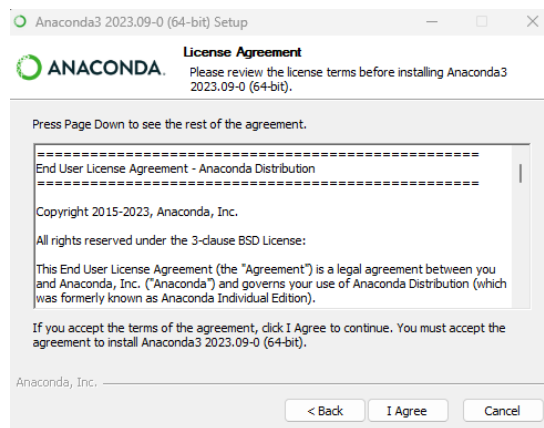 Anaconda3 2023.09-0 (64-bit) Setup
ANACONDA.
License Agreement
Please review the license terms before installing Anaconda3
2023.09-0 (64-bit).
Press Page Down to see the rest of the agreement.
====================================================
End User License Agreement - Anaconda Distribution
====================================================
Copyright 2015-2023, Anaconda, Inc.
All rights reserved under the 3-clause BSD License:
This End User License Agreement (the "Agreement") is a legal agreement between you
and Anaconda, Inc. ("Anaconda") and governs your use of Anaconda Distribution (which
was formerly known as Anaconda Individual Edition).
If you accept the terms of the agreement, click I Agree to continue. You must accept the
agreement to install Anaconda3 2023.09-0 (64-bit).
Anaconda, Inc.
< Back
I Agree
Cancel